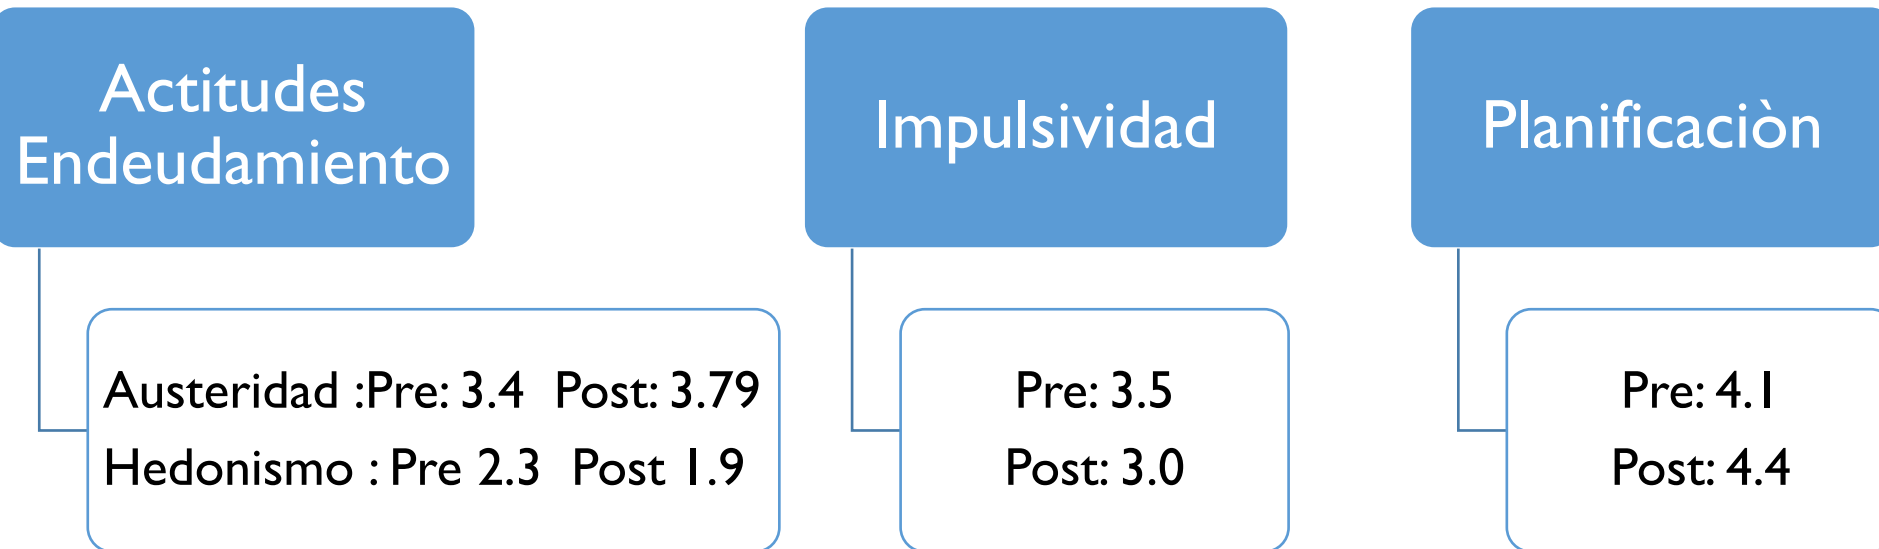 Actitudes
Endeudamiento
Austeridad :Pre: 3.4 Post: 3.79
Hedonismo : Pre 2.3 Post 1.9
Impulsividad
Pre: 3.5
Post: 3.0
Planificaciòn
Pre: 4.1
Post: 4.4